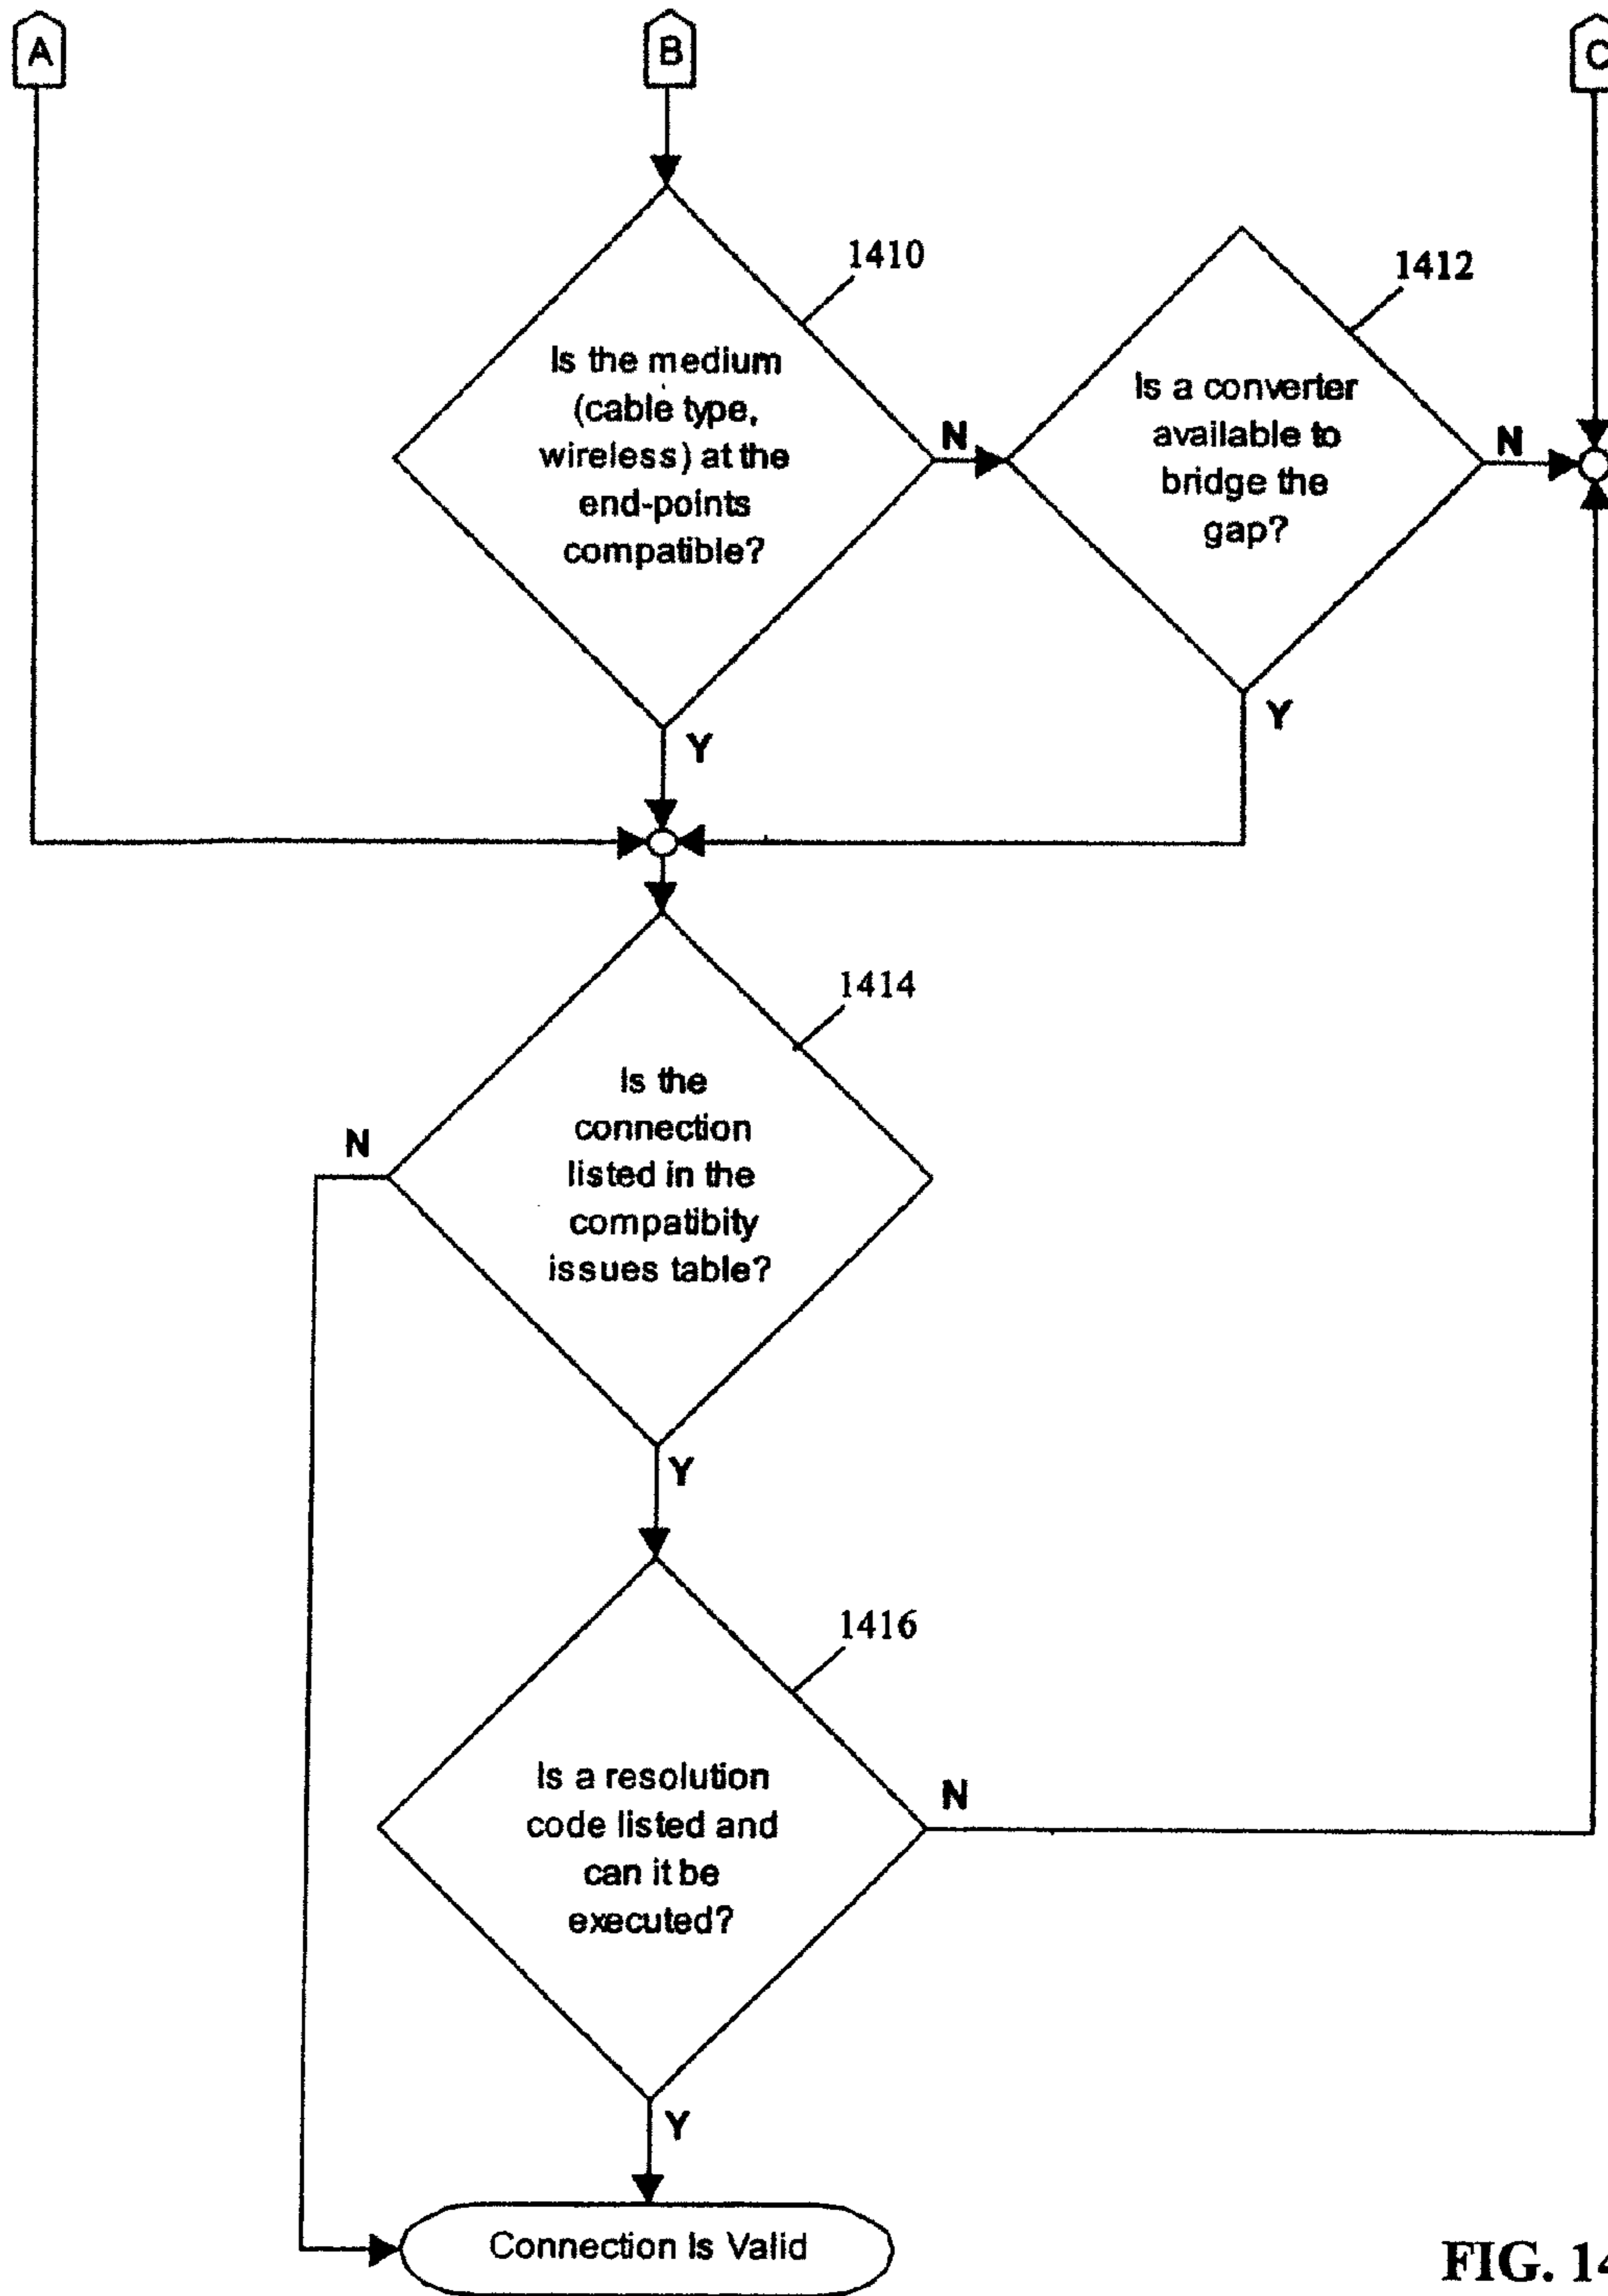 A
B
C
1410
1412
Is the medium
(cable type,
wireless) at the
end-points
compatible?
N
Is a converter
available to
bridge the
gap?
N
Y
Y
1414
Is the
connection
listed in the
compatibity
issues table?
N
Y
1416
Is a resolution
code listed and
can it be
executed?
N
Y
Connection Is Valid
FIG. 14